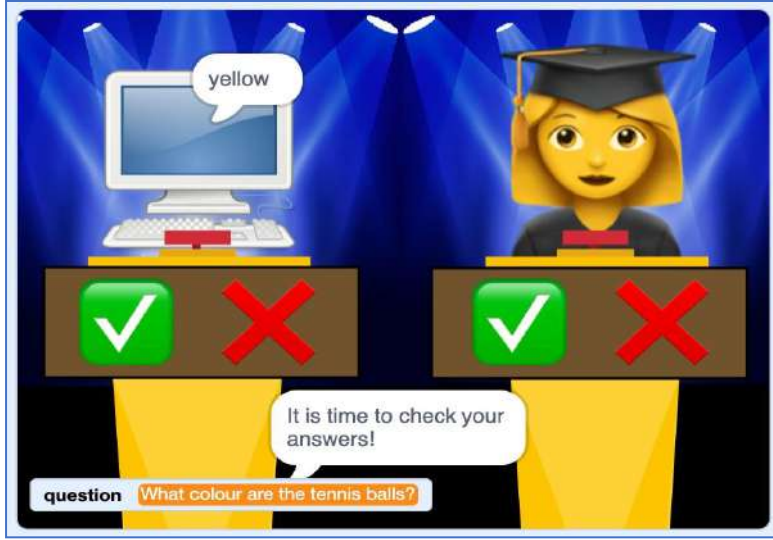 yellow
It is time to check your
answers!
question What colour are the tennis balls?